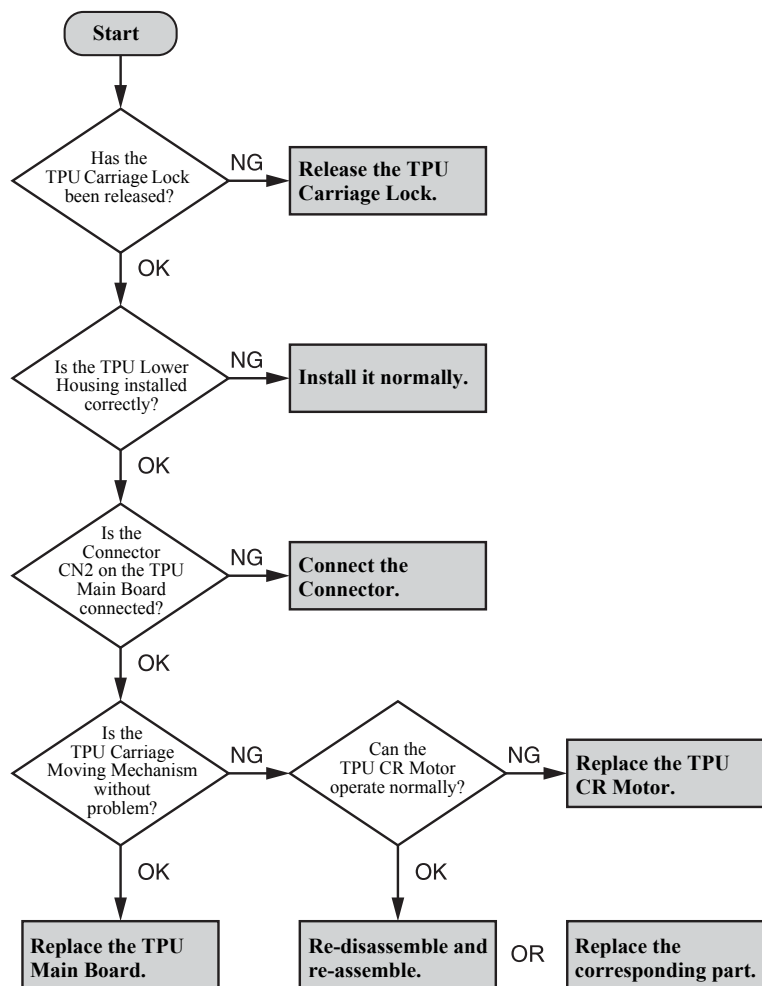 Start
Has the
TPU Carriage Lock
been released?
NG
Release the TPU
Carriage Lock.
OK
Is the TPU Lower
Housing installed
correctly?
NG
Install it normally.
OK
Is the
Connector
CN2 on the TPU
Main Board
connected?
NG
Connect the
Connector.
OK
Is the
TPU Carriage
Moving Mechanism
without
problem?
NG
Can the
TPU CR Motor
operate normally?
NG
Replace the TPU
CR Motor.
OK
OK
Replace the TPU
Main Board.
Re-disassemble and
re-assemble.
OR
Replace the
corresponding part.